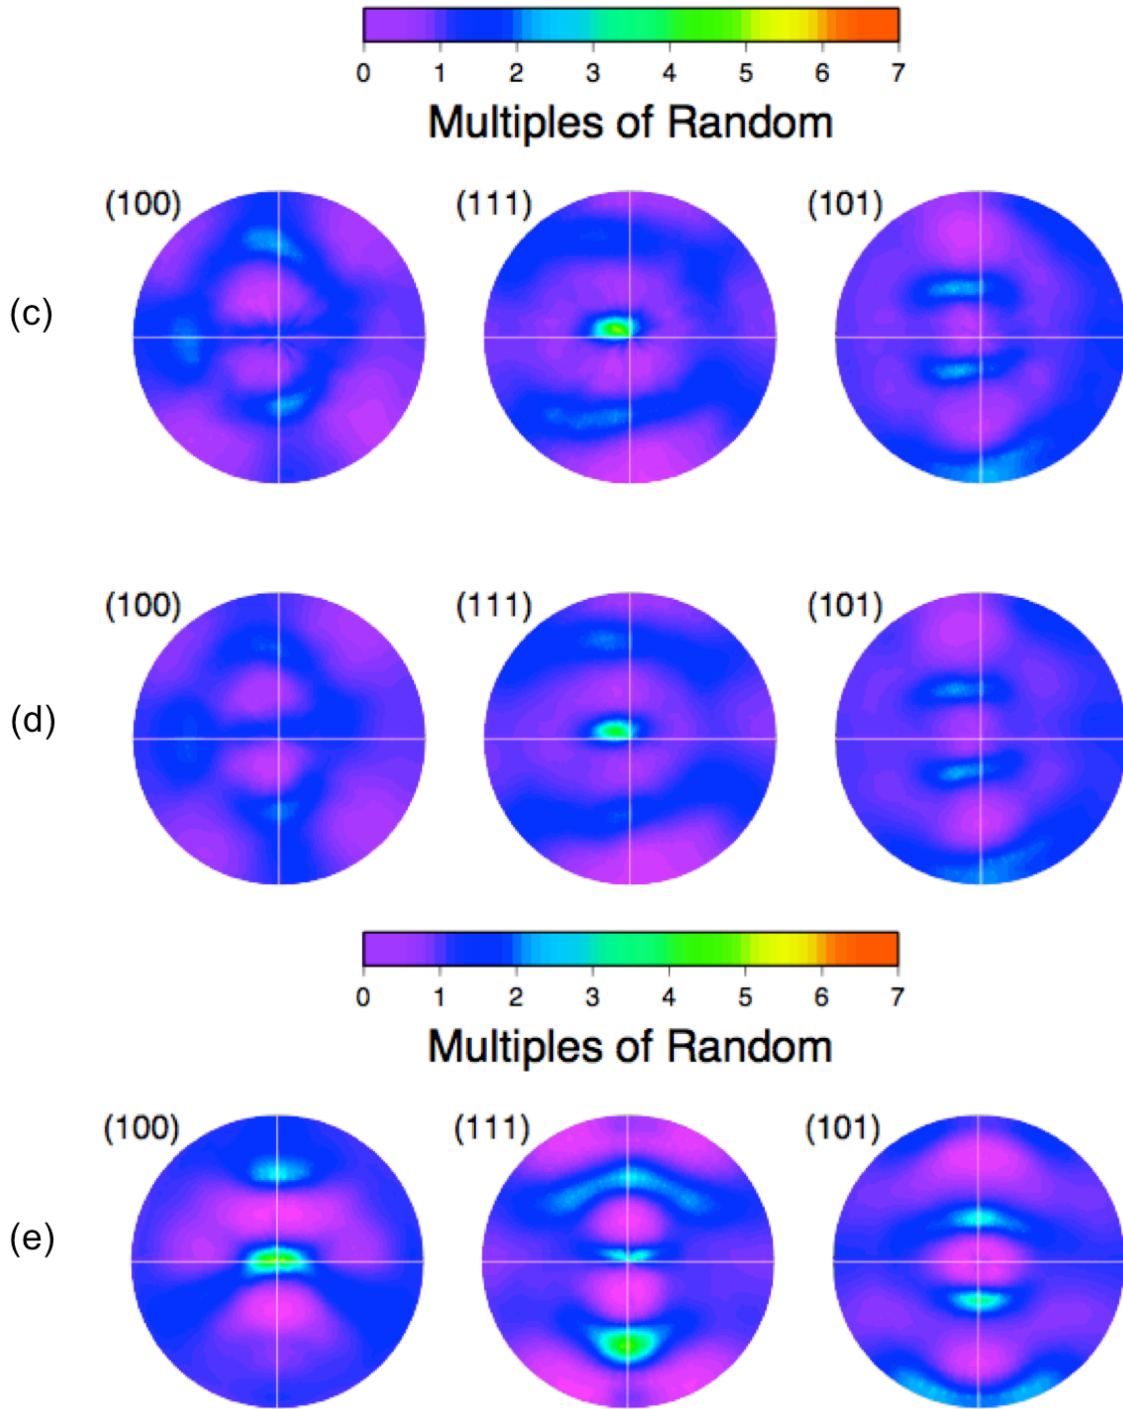 0 1 2 3 4 5 6 7
Multiples of Random
(100) (111) (101)
(c)
(100) (111) (101)
(d)
0 1 2 3 4 5 6 7
Multiples of Random
(100) (111) (101)
(e)